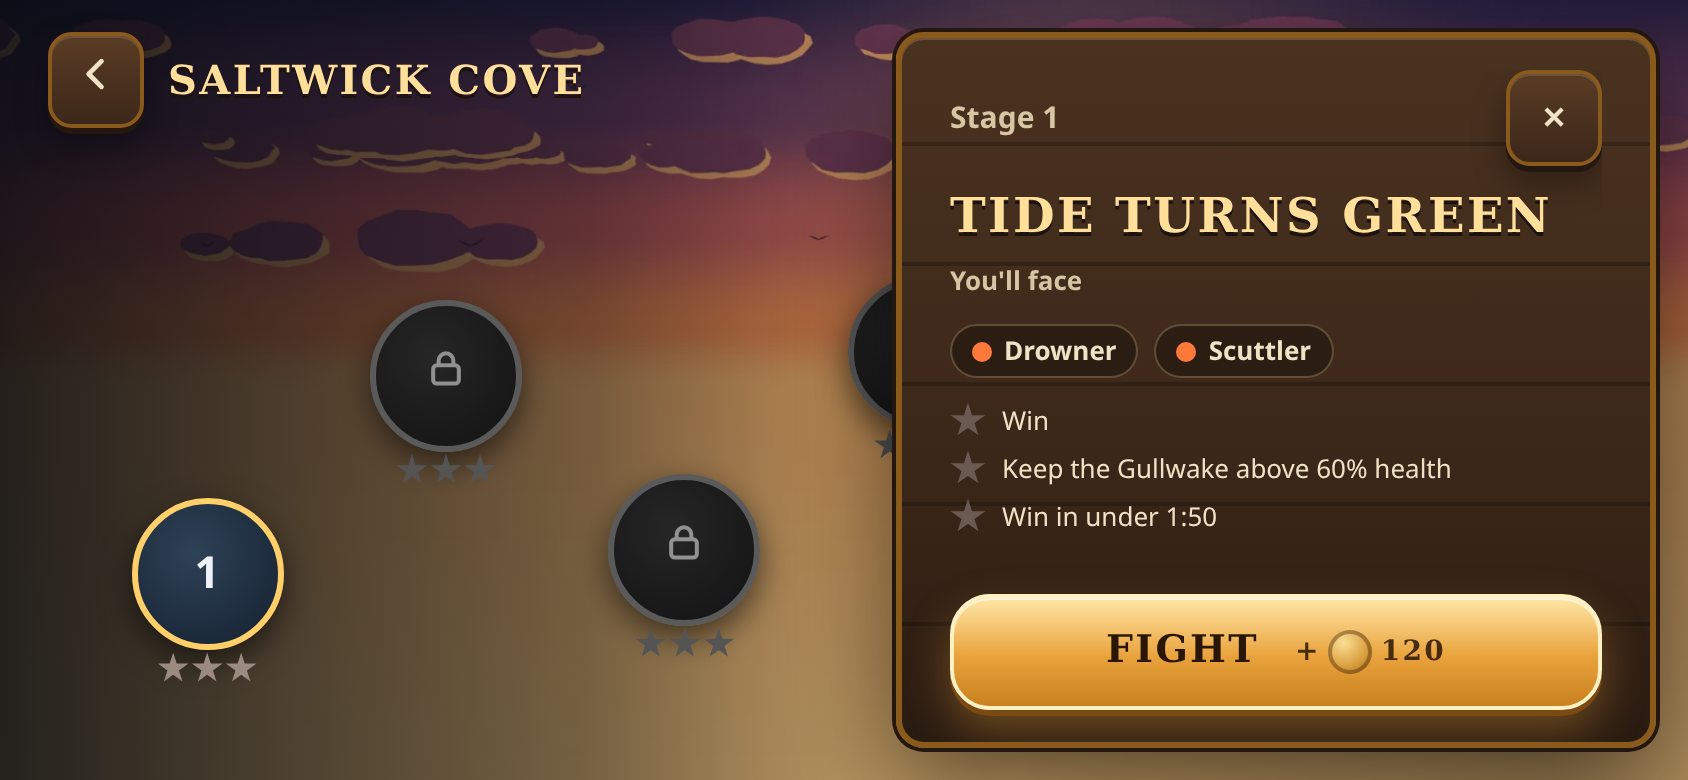 SALTWICK COVE
1
Stage 1
×
TIDE TURNS GREEN
You'll face
Drowner Scuttler
Win
Keep the Gullwake above 60% health
Win in under 1:50
FIGHT + 120